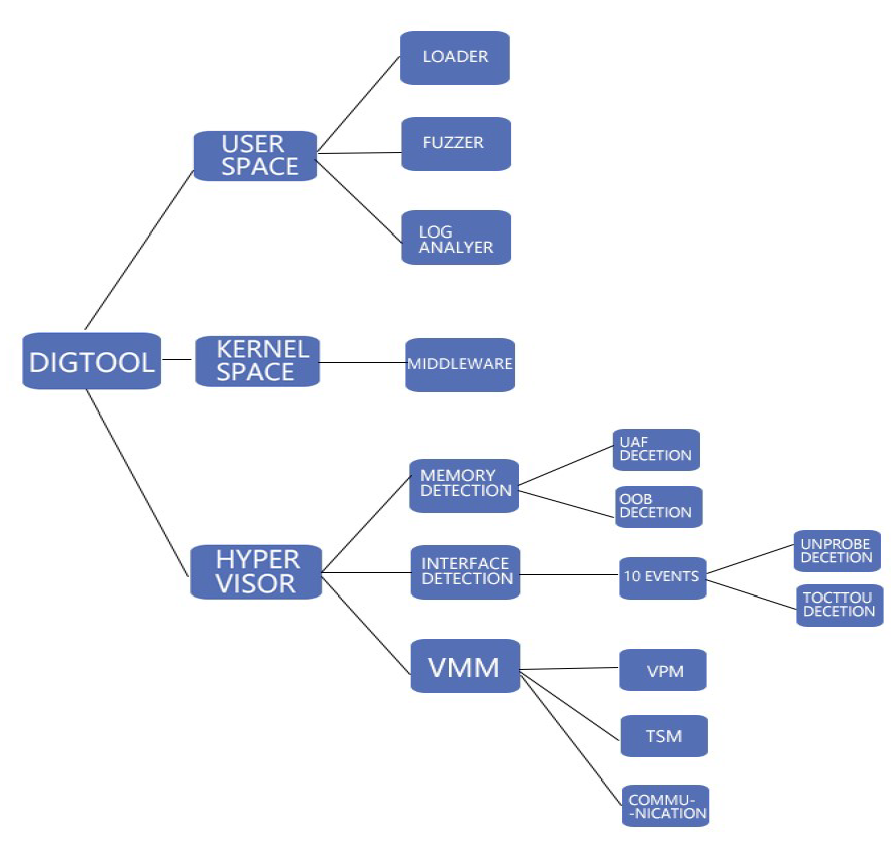 LOADER
USER
SPACE
FUZZER
LOG
ANALYER
DIGTOOL
KERNEL
SPACE
MIDDLEWARE
HYPER
VISOR
MEMORY
DETECTION
UAF
DECETION
OOB
DECETION
INTERFACE
DETECTION
10 EVENTS
UNPROBE
DECETION
TOCTTOU
DECETION
VMM
VPM
TSM
COMMU-
-NICATION